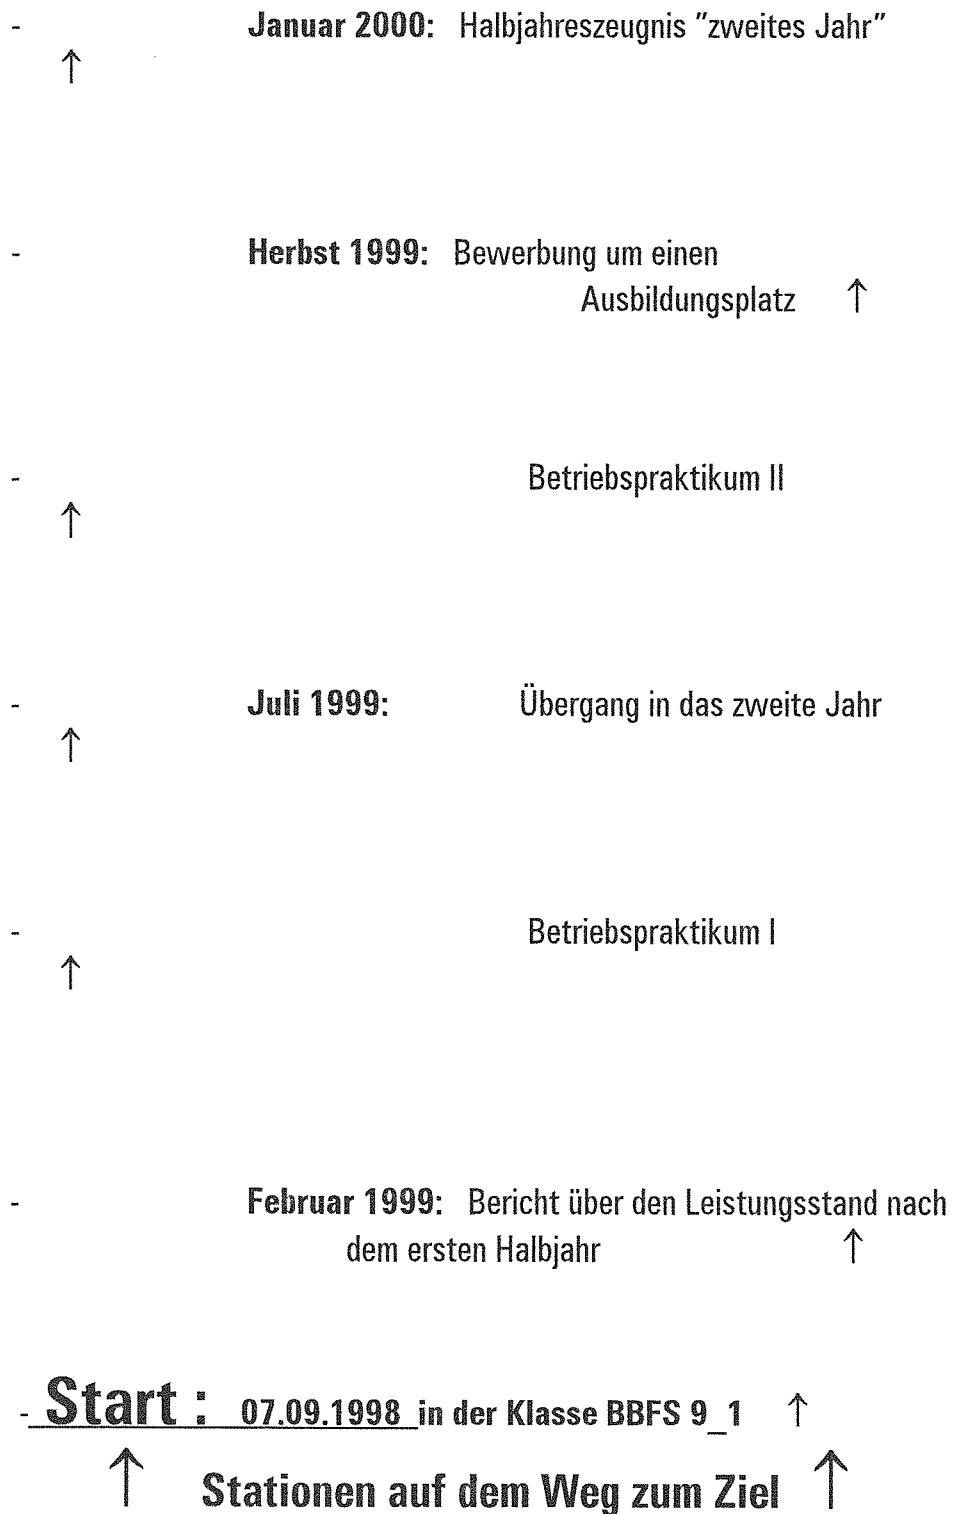 - Januar 2000: Halbjahreszeugnis "zweites Jahr"
↑
- Herbst 1999: Bewerbung um einen
Ausbildungsplatz ↑
- Betriebspraktikum II
↑
- Juli 1999: Übergang in das zweite Jahr
↑
- Betriebspraktikum I
↑
- Februar 1999: Bericht über den Leistungsstand nach
dem ersten Halbjahr ↑
- Start : 07.09.1998 in der Klasse BBFS 9_1 ↑
↑ Stationen auf dem Weg zum Ziel ↑